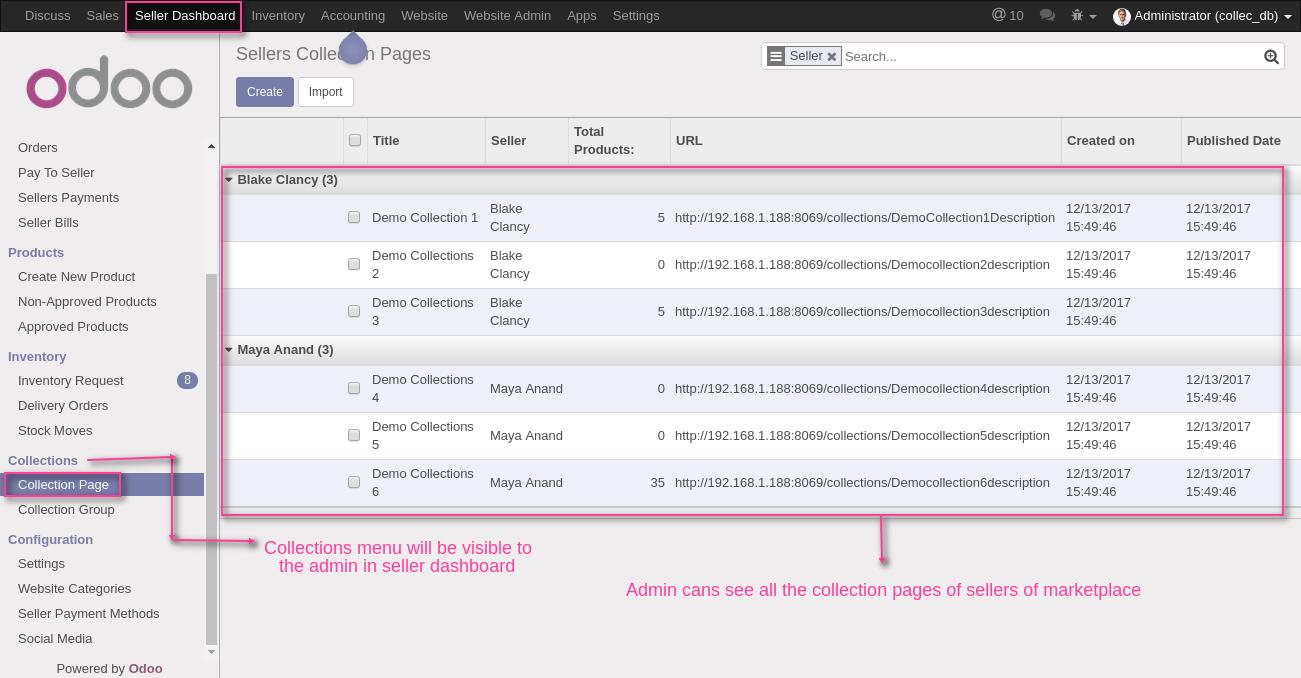 Discuss Sales Seller Dashboard Inventory Accounting Website Website Admin Apps Settings @ 10 Administrator (collec_db)
odoo
Sellers Collec n Pages
Seller Search...
Create Import
Orders
Pay To Seller
Sellers Payments
Seller Bills
Products
Create New Product
Non-Approved Products
Approved Products
Inventory
Inventory Request 8
Delivery Orders
Stock Moves
Collections
Collection Page
Collection Group
Configuration
Settings
Website Categories
Seller Payment Methods
Social Media
Powered by Odoo
Title Seller Total Products: URL Created on Published Date
Blake Clancy (3)
Demo Collection 1 Blake Clancy 5 http://192.168.1.188:8069/collections/DemoCollection1Description 12/13/2017 15:49:46 12/13/2017 15:49:46
Demo Collections 2 Blake Clancy 0 http://192.168.1.188:8069/collections/Democollection2description 12/13/2017 15:49:46 12/13/2017 15:49:46
Demo Collections 3 Blake Clancy 5 http://192.168.1.188:8069/collections/Democollection3description 12/13/2017 15:49:46
Maya Anand (3)
Demo Collections 4 Maya Anand 0 http://192.168.1.188:8069/collections/Democollection4description 12/13/2017 15:49:46 12/13/2017 15:49:46
Demo Collections 5 Maya Anand 0 http://192.168.1.188:8069/collections/Democollection5description 12/13/2017 15:49:46 12/13/2017 15:49:46
Demo Collections 6 Maya Anand 35 http://192.168.1.188:8069/collections/Democollection6description 12/13/2017 15:49:46 12/13/2017 15:49:46
Collections menu will be visible to
the admin in seller dashboard
Admin cans see all the collection pages of sellers of marketplace